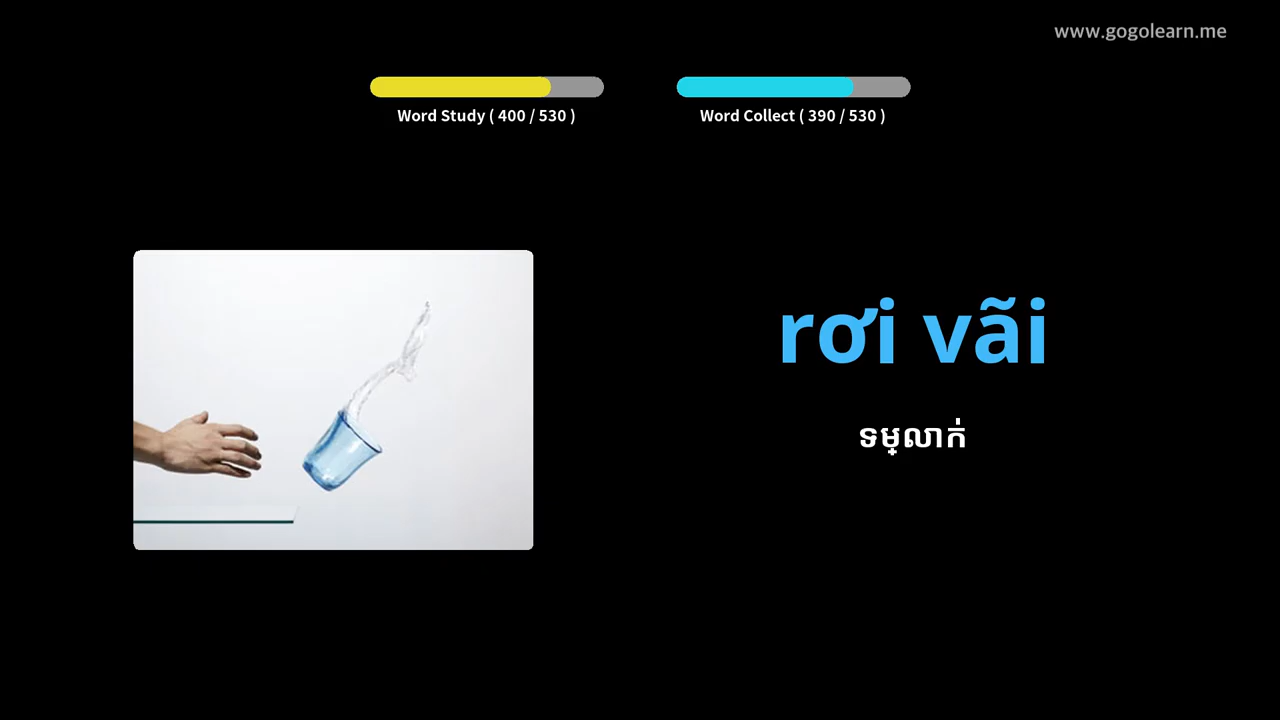 www.gogolearn.me
Word Study ( 400 / 530 )
Word Collect ( 390 / 530 )
rơi vãi
ទម្លាក់